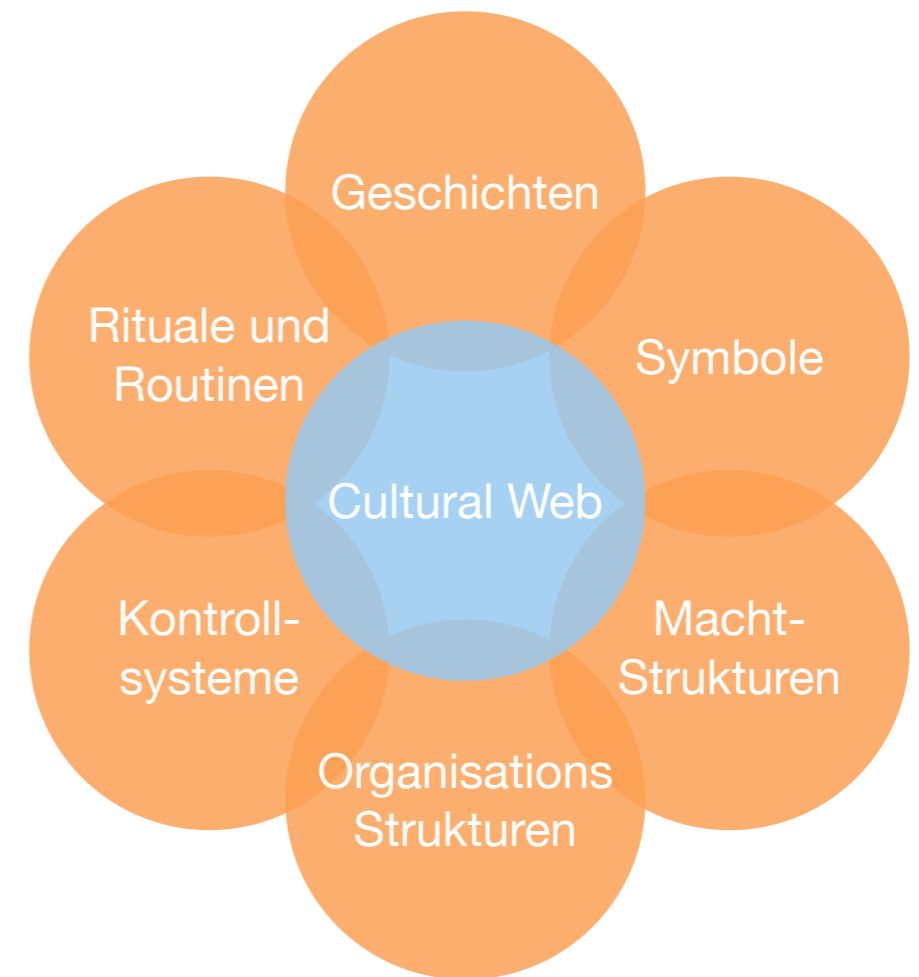 Geschichten
Rituale und
Routinen
Symbole
Cultural Web
Kontroll-
systeme
Macht-
Strukturen
Organisations
Strukturen